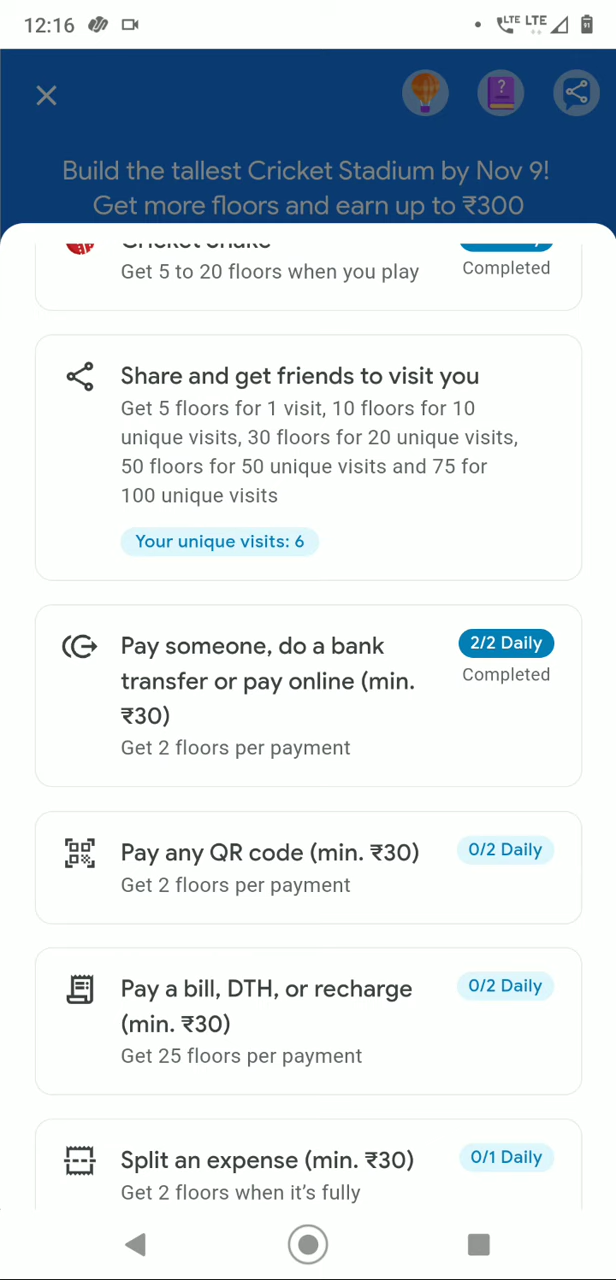 12:16
LTE LTE
91
?
Build the tallest Cricket Stadium by Nov 9!
Get more floors and earn up to ₹300
Get 5 to 20 floors when you play
Completed
Share and get friends to visit you
Get 5 floors for 1 visit, 10 floors for 10
unique visits, 30 floors for 20 unique visits,
50 floors for 50 unique visits and 75 for
100 unique visits
Your unique visits: 6
Pay someone, do a bank
transfer or pay online (min.
₹30)
2/2 Daily
Completed
Get 2 floors per payment
Pay any QR code (min. ₹30)
0/2 Daily
Get 2 floors per payment
Pay a bill, DTH, or recharge
(min. ₹30)
0/2 Daily
Get 25 floors per payment
Split an expense (min. ₹30)
0/1 Daily
Get 2 floors when it's fully